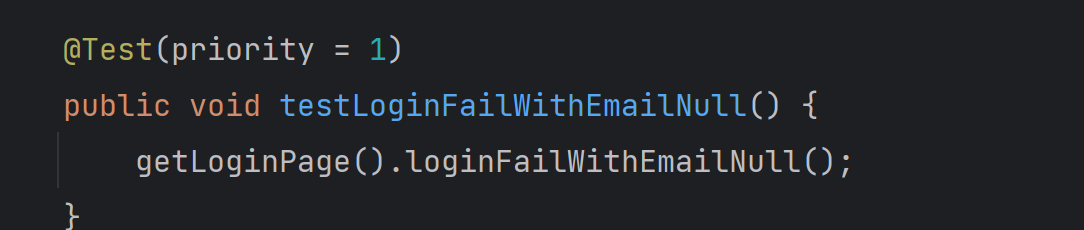 @Test(priority = 1)
public void testLoginFailWithEmailNull() {
getLoginPage().loginFailWithEmailNull();
}